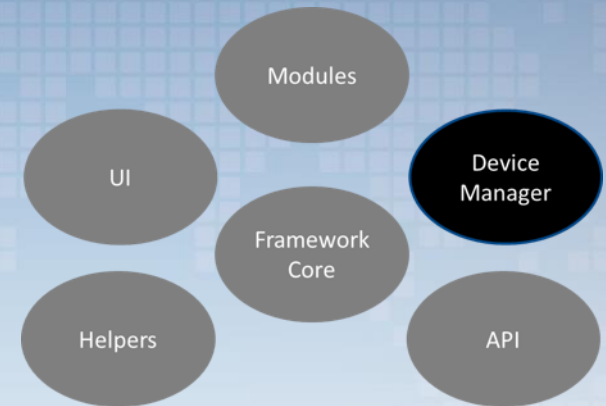 Modules
UI
Device
Manager
Framework
Core
Helpers
API